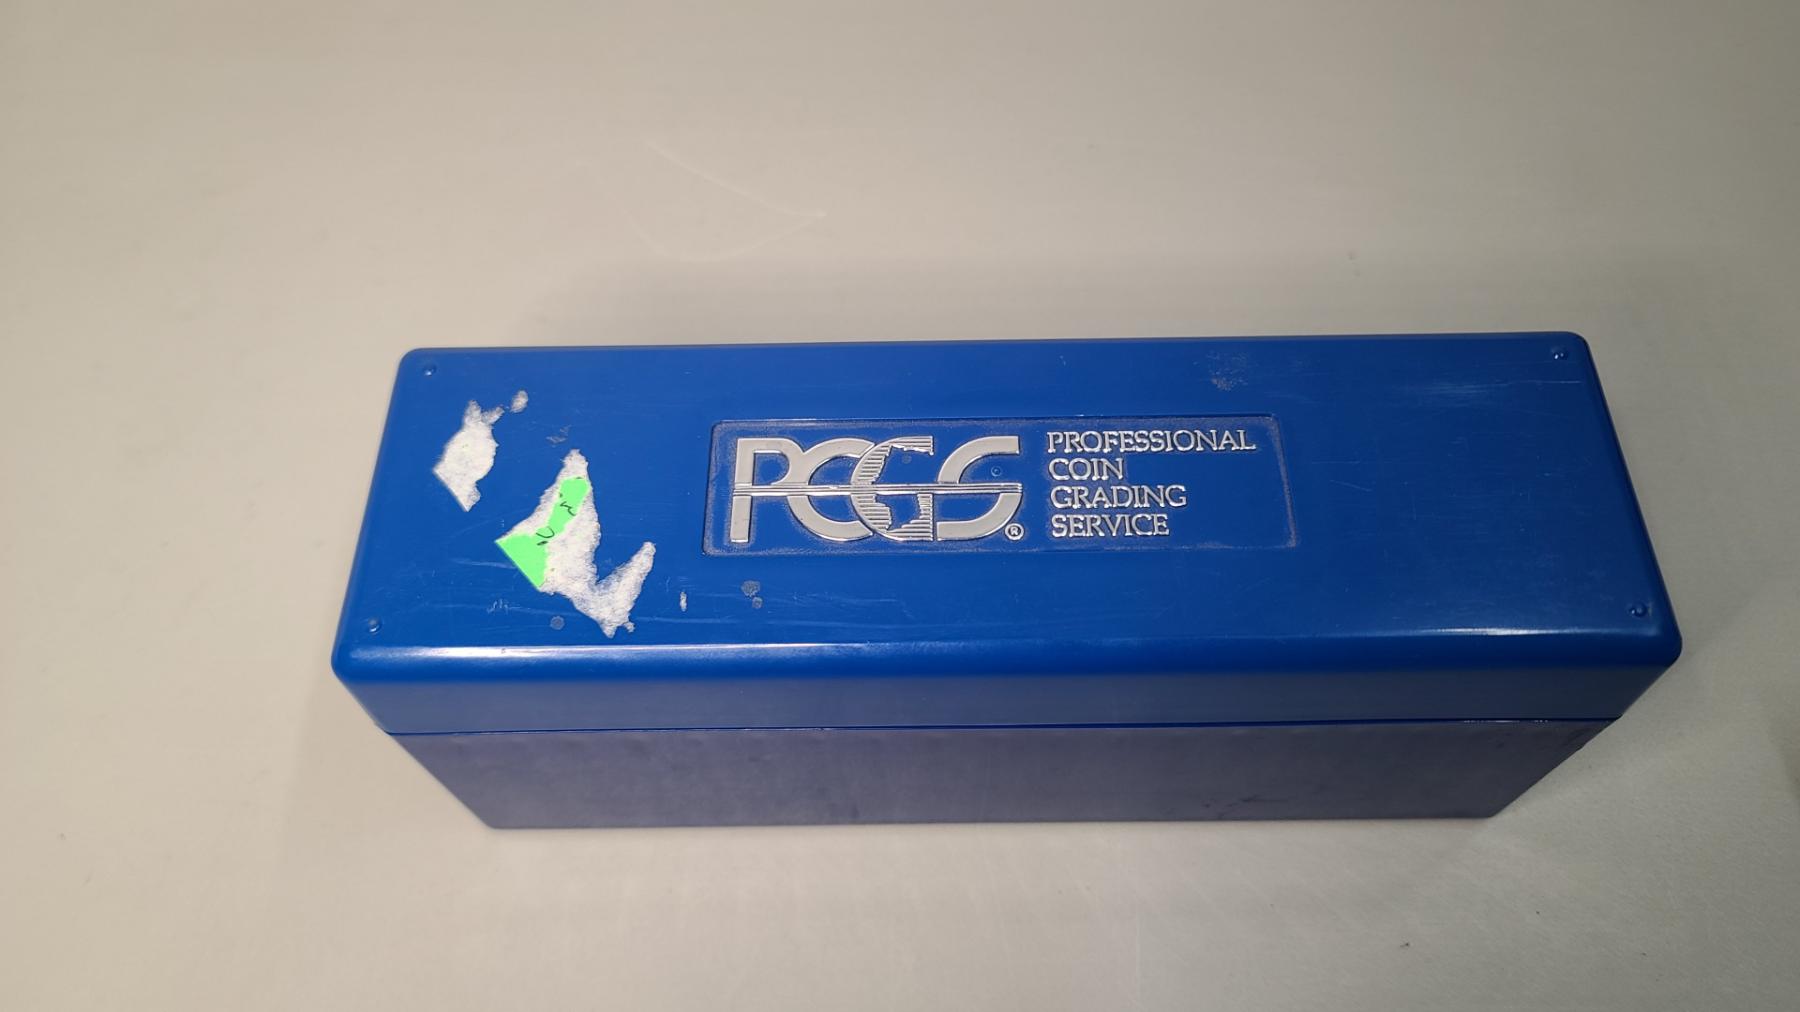 PCGS®
PROFESSIONAL
COIN
GRADING
SERVICE